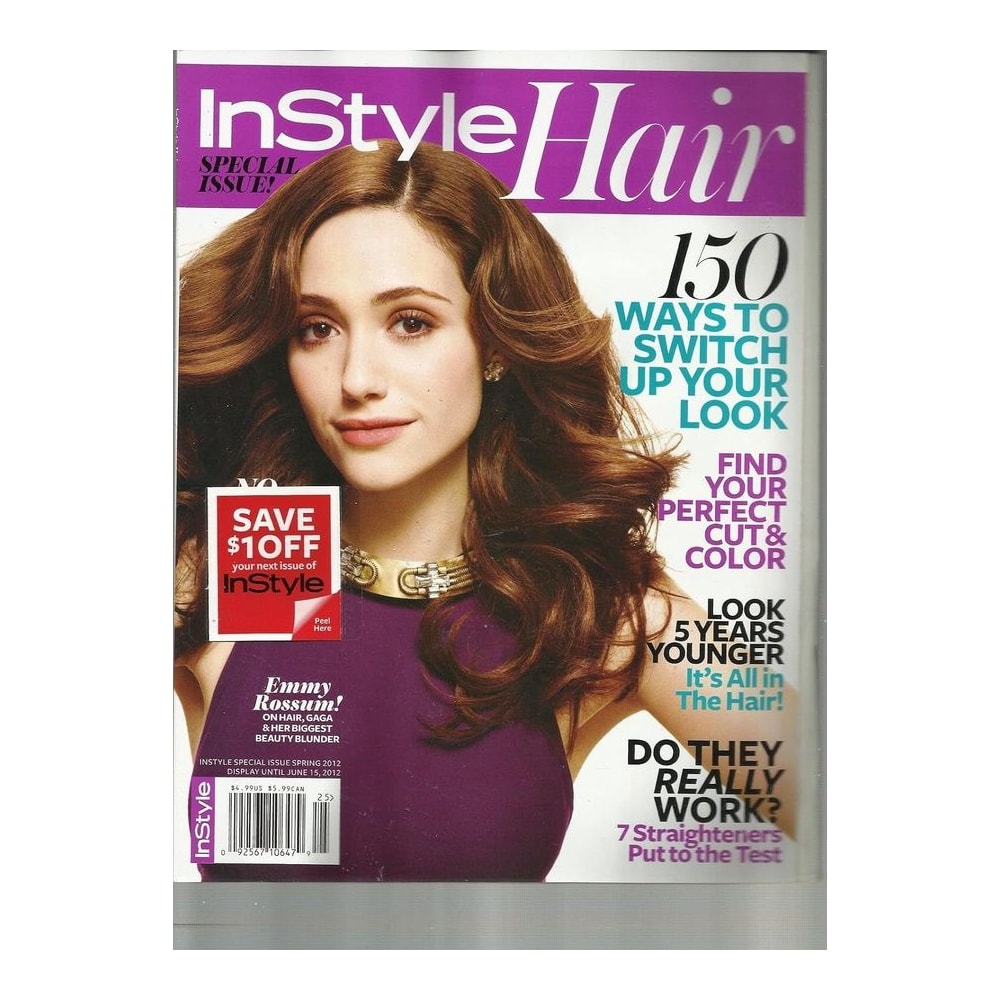 InStyle Hair
SPECIAL
ISSUE!
150
WAYS TO
SWITCH
UP YOUR
LOOK
FIND
YOUR
PERFECT
CUT &
COLOR
NO
SAVE
$1 OFF
your next issue of
InStyle
Peel
Here
LOOK
5 YEARS
YOUNGER
It's All in
The Hair!
Emmy
Rossum!
ON HAIR, GAGA
& HER BIGGEST
BEAUTY BLUNDER
DO THEY
REALLY
WORK?
7 Straighteners
Put to the Test
INSTYLE SPECIAL ISSUE SPRING 2012
DISPLAY UNTIL JUNE 15, 2012
InStyle
$4.99US $5.99CAN
25>
0 92567 10647 9